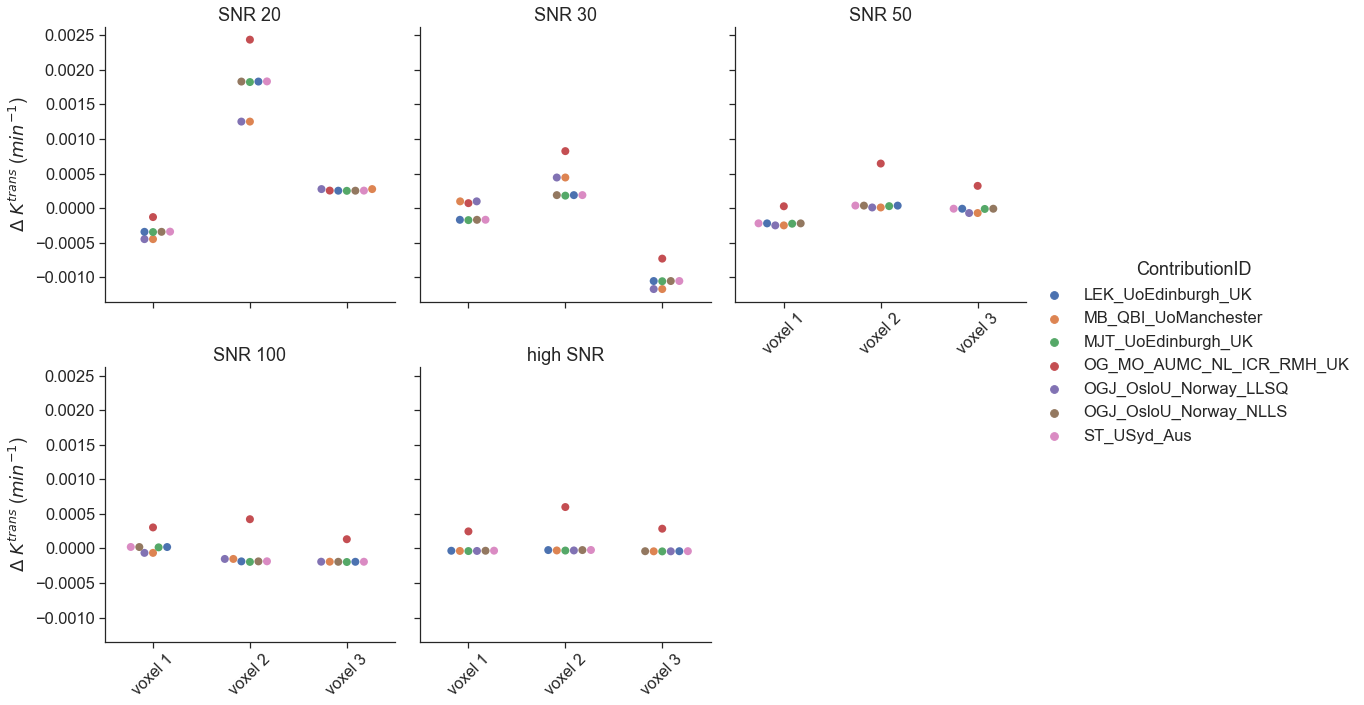 SNR 20
SNR 30
SNR 50
0.0025
0.0020
0.0015
0.0010
0.0005
0.0000
−0.0005
−0.0010
Δ K^trans (min^−1)
voxel 1
voxel 2
voxel 3
ContributionID
LEK_UoEdinburgh_UK
MB_QBI_UoManchester
MJT_UoEdinburgh_UK
OG_MO_AUMC_NL_ICR_RMH_UK
OGJ_OsloU_Norway_LLSQ
OGJ_OsloU_Norway_NLLS
ST_USyd_Aus
SNR 100
high SNR
0.0025
0.0020
0.0015
0.0010
0.0005
0.0000
−0.0005
−0.0010
Δ K^trans (min^−1)
voxel 1
voxel 2
voxel 3
voxel 1
voxel 2
voxel 3